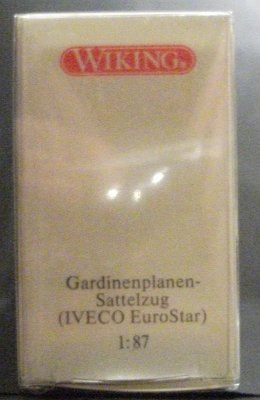 WIKING®
Gardinenplanen-
Sattelzug
(IVECO EuroStar)
1:87